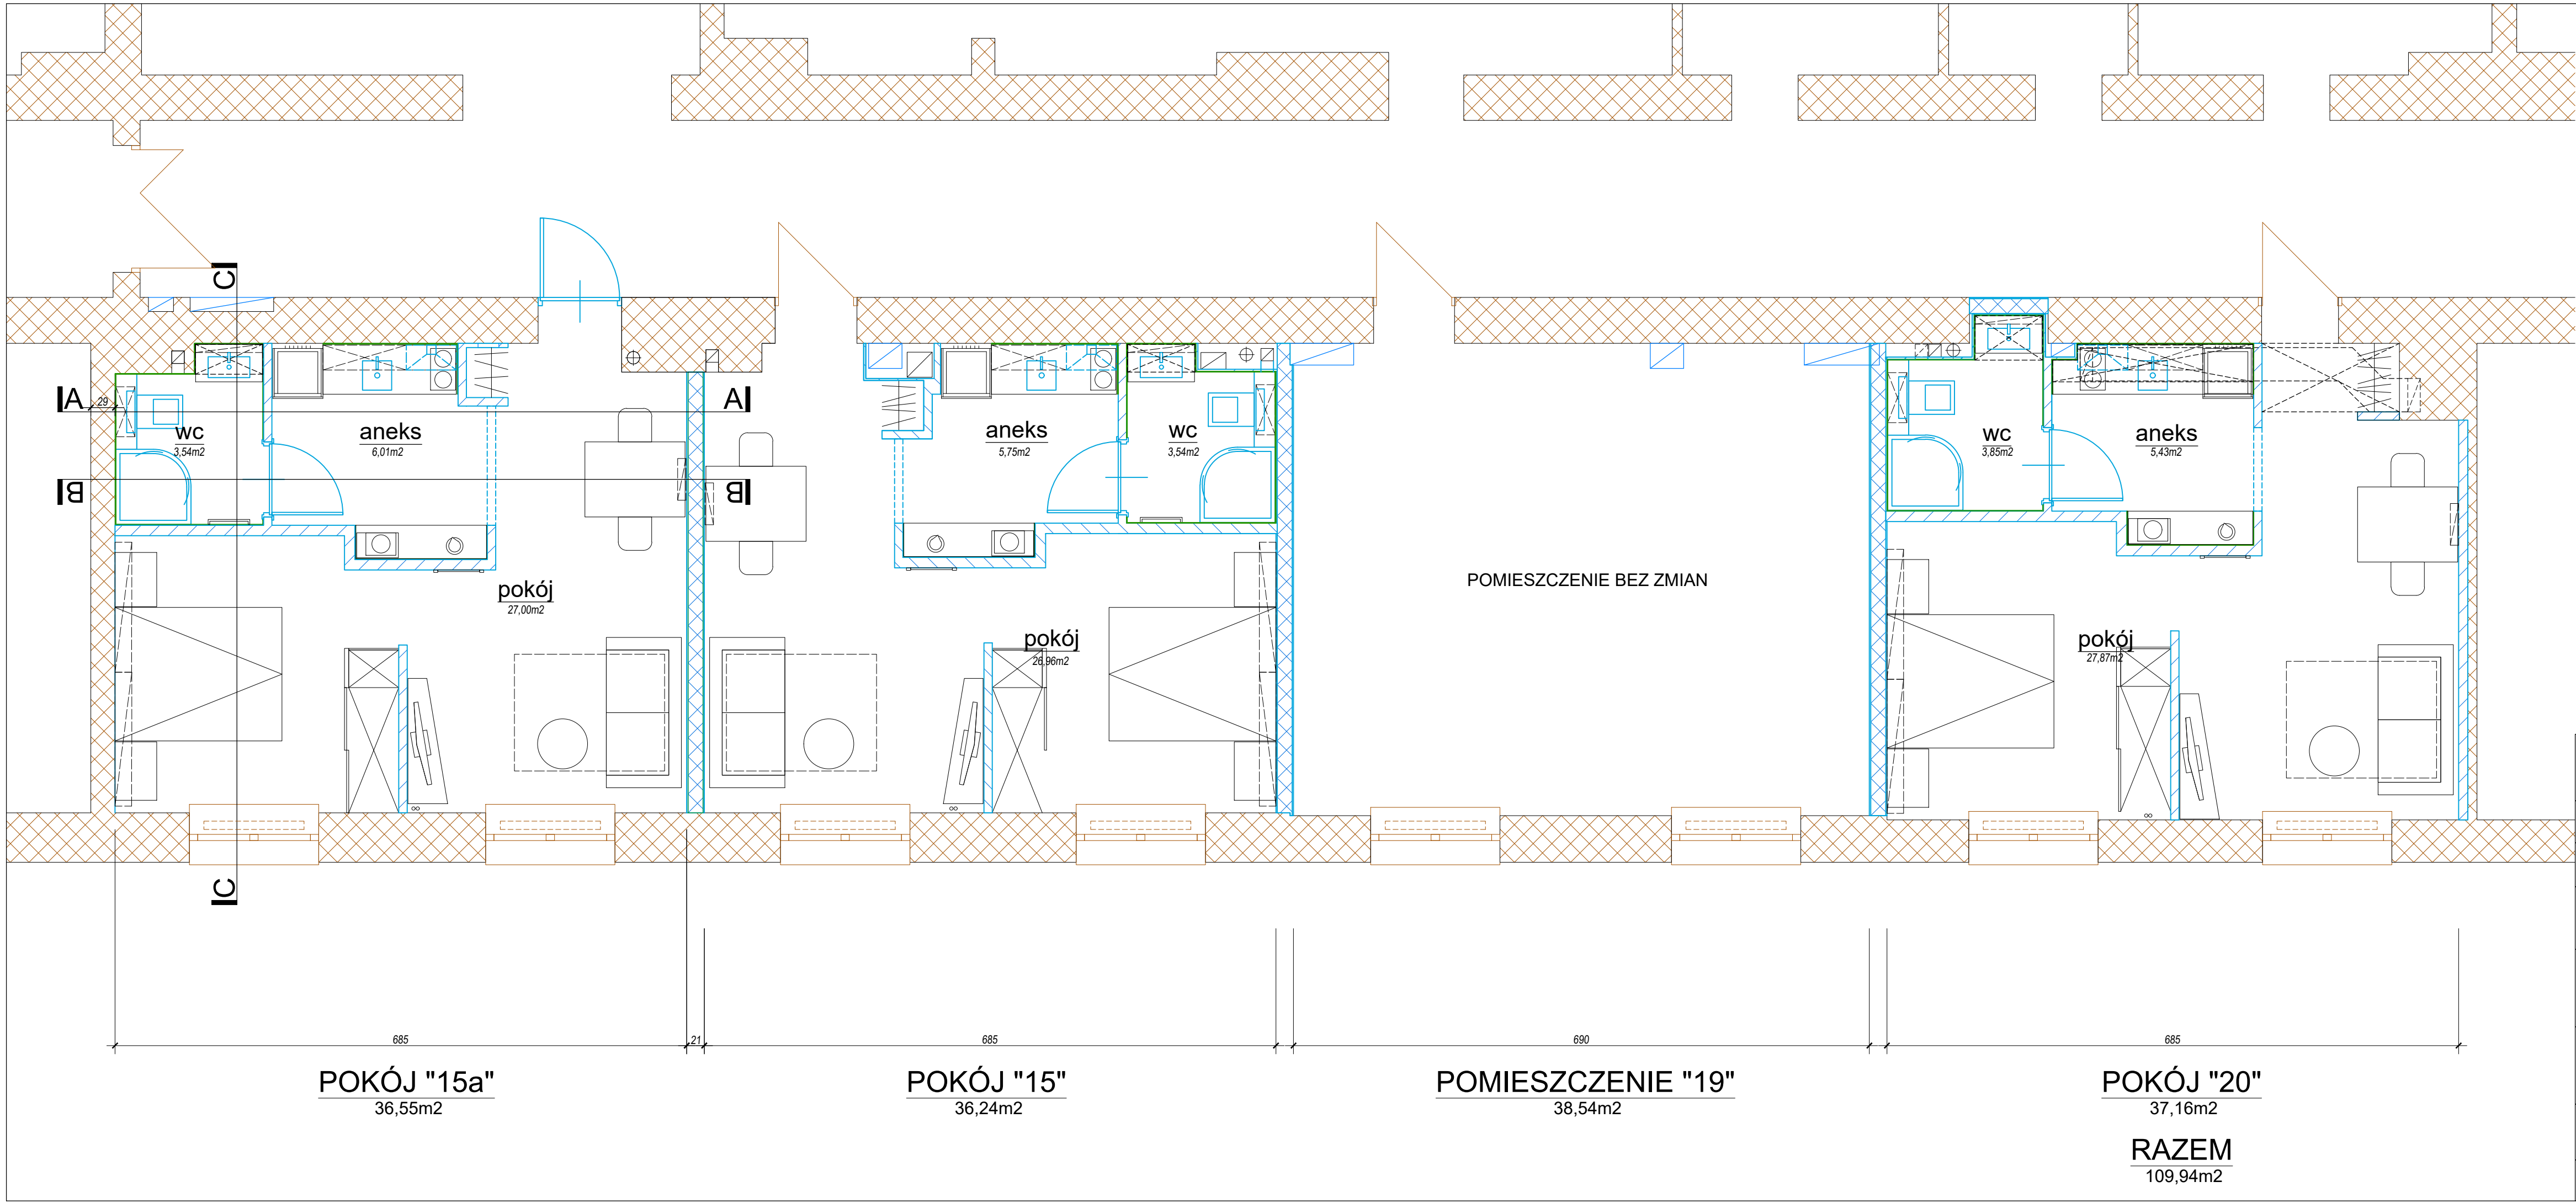 C
A
29
A
wc
3,54m2
aneks
6,01m2
aneks
5,75m2
wc
3,54m2
wc
3,85m2
aneks
5,43m2
B
B
pokój
27,00m2
POMIESZCZENIE BEZ ZMIAN
pokój
26,96m2
pokój
27,87m2
C
685
21
685
690
685
POKÓJ "15a"
36,55m2
POKÓJ "15"
36,24m2
POMIESZCZENIE "19"
38,54m2
POKÓJ "20"
37,16m2
RAZEM
109,94m2